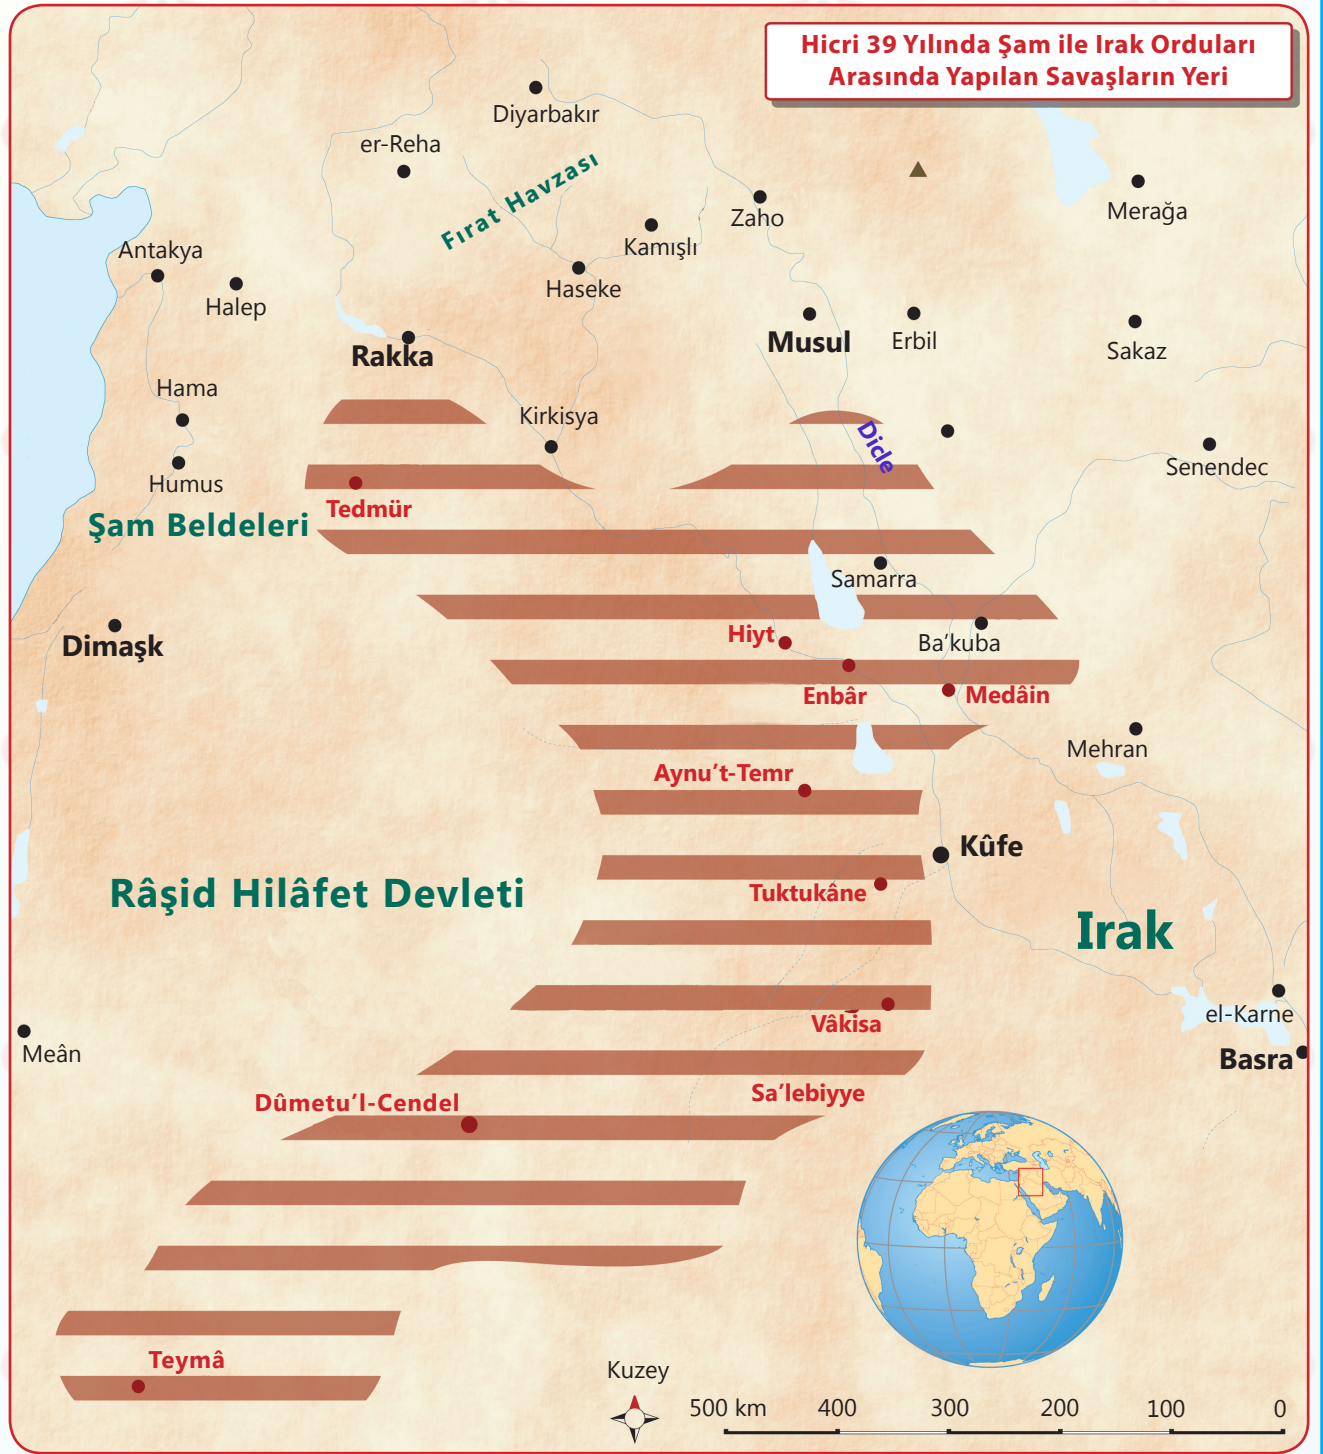 Hicri 39 Yılında Şam ile Irak Orduları
Arasında Yapılan Savaşların Yeri
Diyarbakır
er-Reha
Fırat Havzası
Merağa
Zaho
Kamışlı
Antakya
Haseke
Halep
Musul
Erbil
Sakaz
Rakka
Hama
Kirkisya
Dicle
Senendec
Humus
Tedmür
Şam Beldeleri
Samarra
Hiyt
Ba'kuba
Dimaşk
Enbâr
Medâin
Mehran
Aynu't-Temr
Kûfe
Râşid Hilâfet Devleti
Tuktukâne
Irak
el-Karne
Vâkisa
Meân
Basra
Sa'lebiyye
Dûmetu'l-Cendel
Teymâ
Kuzey
500 km 400 300 200 100 0